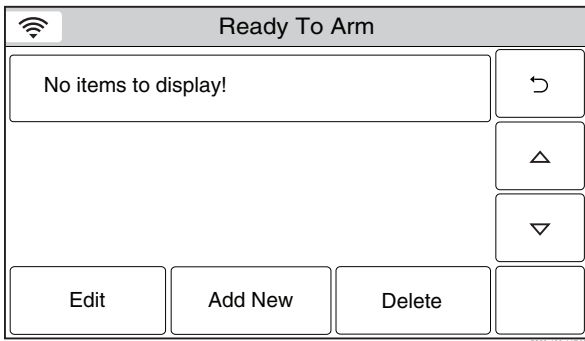 Ready To Arm
No items to display!
Edit
Add New
Delete